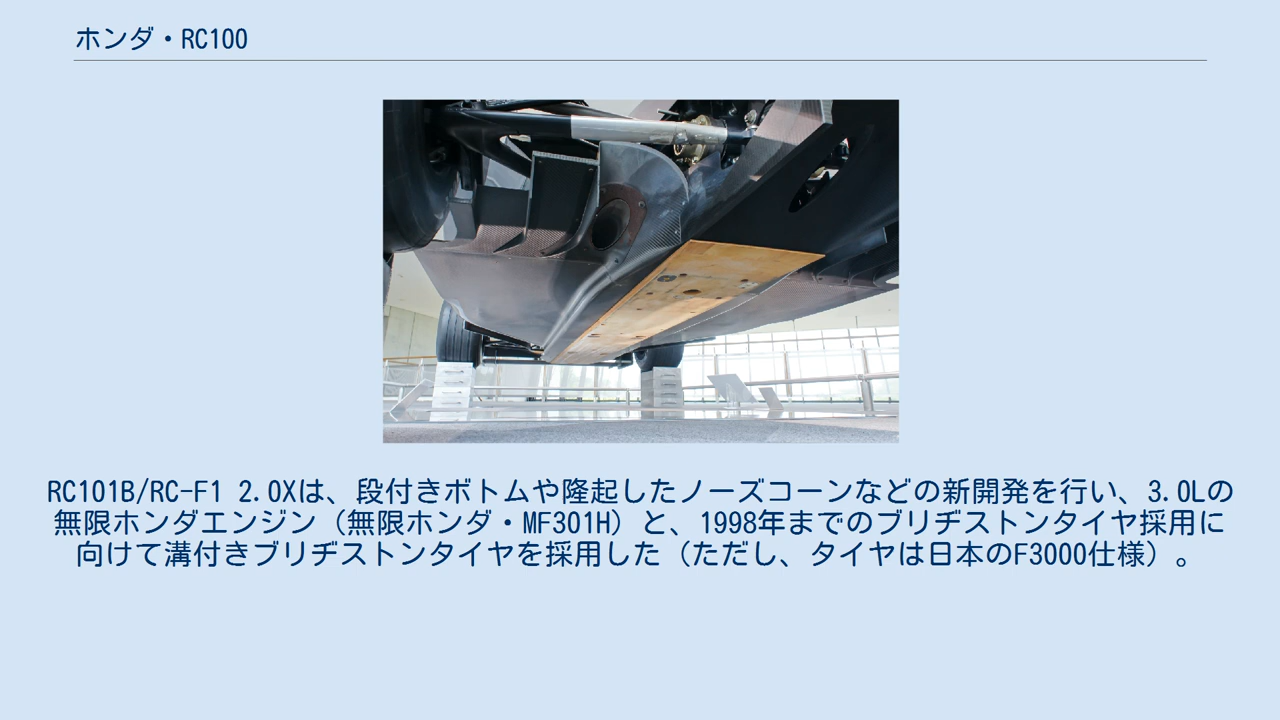 ホンダ・RC100
RC101B/RC-F1 2.0Xは、段付きボトムや隆起したノーズコーンなどの新開発を行い、3.0Lの
無限ホンダエンジン（無限ホンダ・MF301H）と、1998年までのブリヂストンタイヤ採用に
向けて溝付きブリヂストンタイヤを採用した（ただし、タイヤは日本のF3000仕様）。